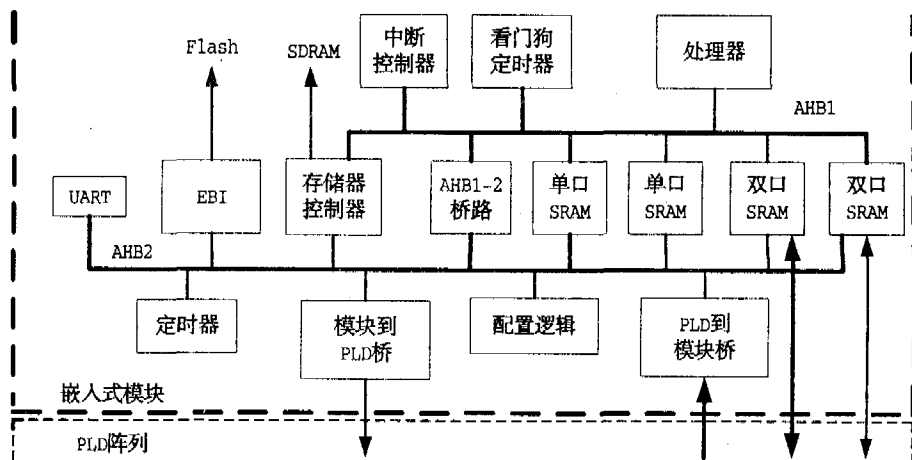 中断
控制器
看门狗
定时器
处理器
Flash
SDRAM
AHB1
UART
EBI
存储器
控制器
AHB1-2
桥路
单口
SRAM
单口
SRAM
双口
SRAM
双口
SRAM
AHB2
定时器
模块到
PLD桥
配置逻辑
PLD到
模块桥
嵌入式模块
PLD阵列